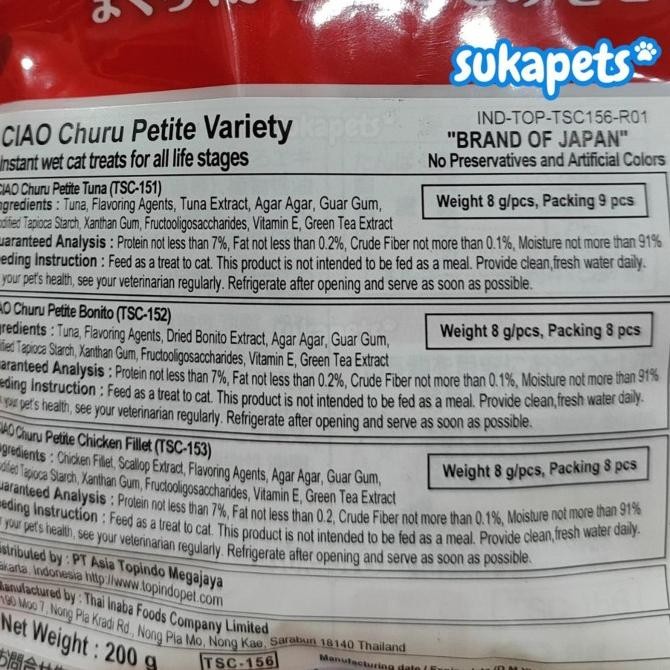 sukapets
IND-TOP-TSC156-R01
CIAO Churu Petite Variety
"BRAND OF JAPAN"
Instant wet cat treats for all life stages
No Preservatives and Artificial Colors
CIAO Churu Petite Tuna (TSC-151)
Weight 8 g/pcs, Packing 9 pcs
ngredients : Tuna, Flavoring Agents, Tuna Extract, Agar Agar, Guar Gum,
odified Tapioca Starch, Xanthan Gum, Fructooligosaccharides, Vitamin E, Green Tea Extract
uaranteed Analysis : Protein not less than 7%, Fat not less than 0.2%, Crude Fiber not more than 0.1%, Moisture not more than 91%
eeding Instruction : Feed as a treat to cat. This product is not intended to be fed as a meal. Provide clean,fresh water daily.
your pet's health, see your veterinarian regularly. Refrigerate after opening and serve as soon as possible.
AO Churu Petite Bonito (TSC-152)
Weight 8 g/pcs, Packing 8 pcs
redients : Tuna, Flavoring Agents, Dried Bonito Extract, Agar Agar, Guar Gum,
ified Tapioca Starch, Xanthan Gum, Fructooligosaccharides, Vitamin E, Green Tea Extract
aranteed Analysis : Protein not less than 7%, Fat not less than 0.2%, Crude Fiber not more than 0.1%, Moisture not more than 91%
eding Instruction : Feed as a treat to cat. This product is not intended to be fed as a meal. Provide clean,fresh water daily.
your pet's health, see your veterinarian regularly. Refrigerate after opening and serve as soon as possible.
IAO Churu Petite Chicken Fillet (TSC-153)
Weight 8 g/pcs, Packing 8 pcs
gredients : Chicken Fillet, Scallop Extract, Flavoring Agents, Agar Agar, Guar Gum,
dified Tapioca Starch, Xanthan Gum, Fructooligosaccharides, Vitamin E, Green Tea Extract
uaranteed Analysis : Protein not less than 7%, Fat not less than 0.2, Crude Fiber not more than 0.1%, Moisture not more than 91%
eeding Instruction : Feed as a treat to cat. This product is not intended to be fed as a meal. Provide clean,fresh water daily.
your pet's health, see your veterinarian regularly. Refrigerate after opening and serve as soon as possible.
istributed by : PT Asia Topindo Megajaya
akarta, Indonesia http://www.topindopet.com
Manufactured by : Thai Inaba Foods Company Limited
190 Moo 7, Nong Pla Kradi Rd., Nong Pla Mo, Nong Kae, Saraburi 18140 Thailand
Net Weight : 200 g
TSC-156
Manufacturing date /
お問合せ